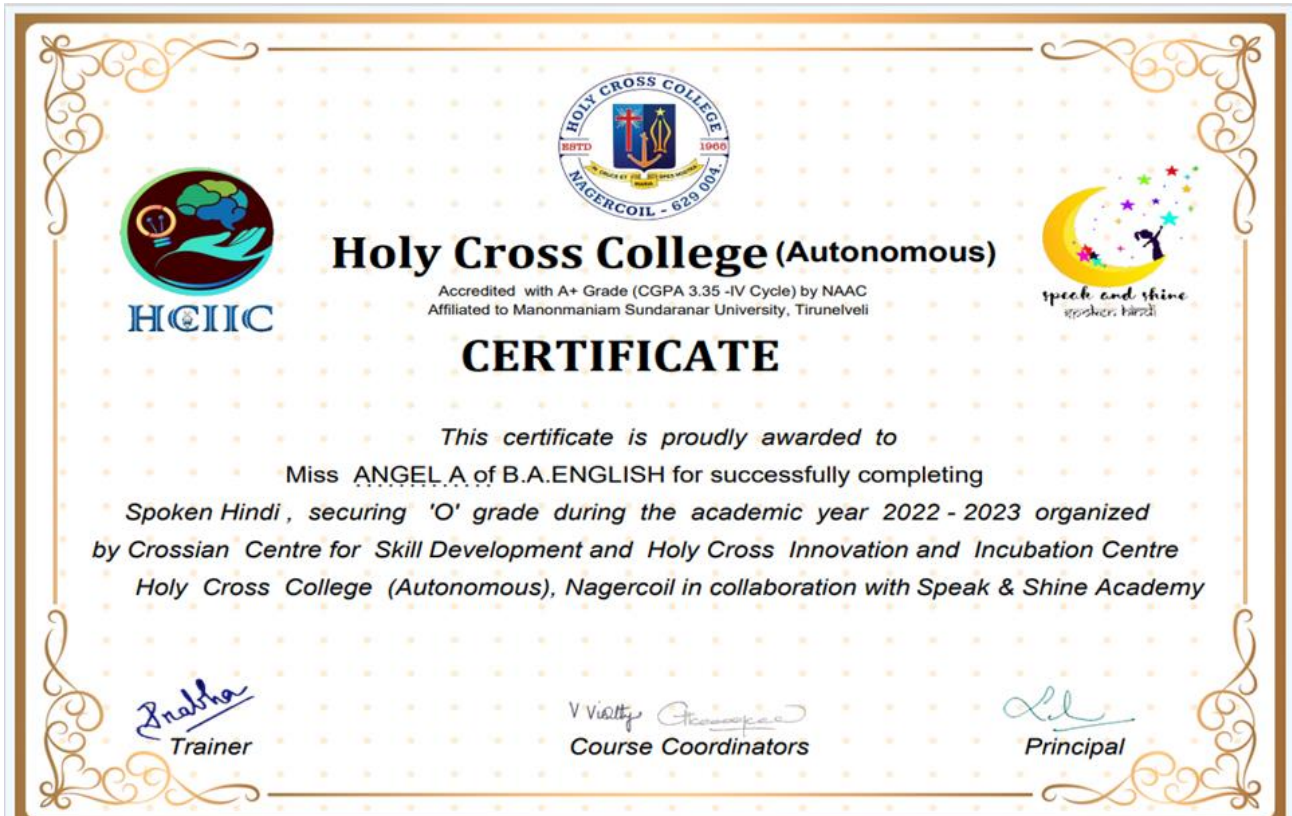 HOLY CROSS COLLEGE
ESTD 1965
NAGERCOIL - 629 004.
HCIIC
speak and shine
spoken hindi
Holy Cross College (Autonomous)
Accredited with A+ Grade (CGPA 3.35 -IV Cycle) by NAAC
Affiliated to Manonmaniam Sundaranar University, Tirunelveli
CERTIFICATE
This certificate is proudly awarded to
Miss ANGEL A of B.A.ENGLISH for successfully completing
Spoken Hindi , securing 'O' grade during the academic year 2022 - 2023 organized
by Crossian Centre for Skill Development and Holy Cross Innovation and Incubation Centre
Holy Cross College (Autonomous), Nagercoil in collaboration with Speak & Shine Academy
Prabha
Trainer
Course Coordinators
Principal